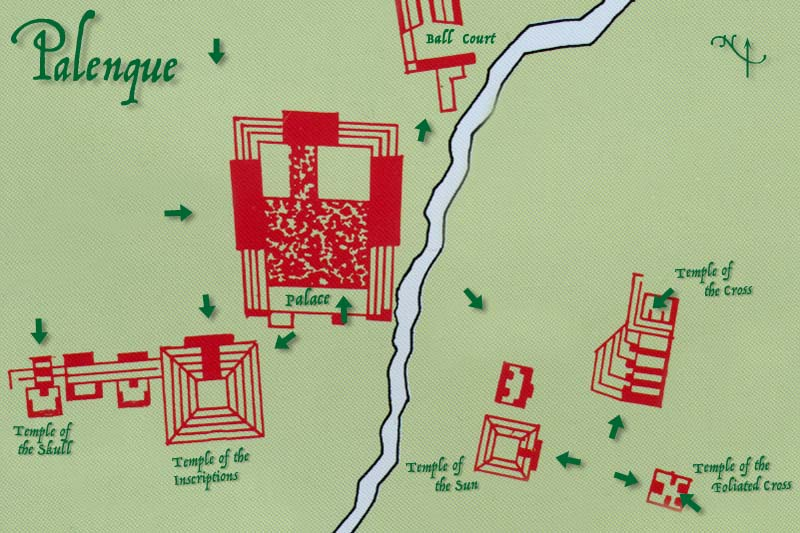 Palenque
Ball Court
N
Palace
Temple of
the Cross
Temple of
the Skull
Temple of the
Inscriptions
Temple of
the Sun
Temple of the
Foliated Cross